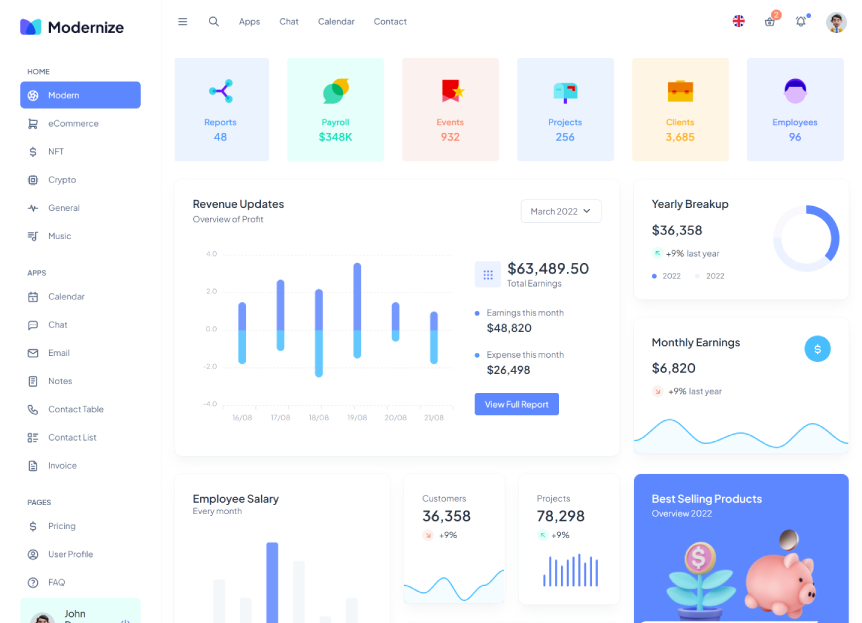 Modernize
Apps
Chat
Calendar
Contact
2
HOME
Modern
eCommerce
NFT
Crypto
General
Music
APPS
Calendar
Chat
Email
Notes
Contact Table
Contact List
Invoice
PAGES
Pricing
User Profile
FAQ
John
Reports
48
Payroll
$348K
Events
932
Projects
256
Clients
3,685
Employees
96
Revenue Updates
Overview of Profit
March 2022
4.0
2.0
0.0
-2.0
-4.0
16/08
17/08
18/08
19/08
20/08
21/08
$63,489.50
Total Earnings
Earnings this month
$48,820
Expense this month
$26,498
View Full Report
Yearly Breakup
$36,358
+9% last year
2022
2022
Monthly Earnings
$
$6,820
+9% last year
Employee Salary
Every month
Customers
36,358
+9%
Projects
78,298
+9%
Best Selling Products
Overview 2022
$